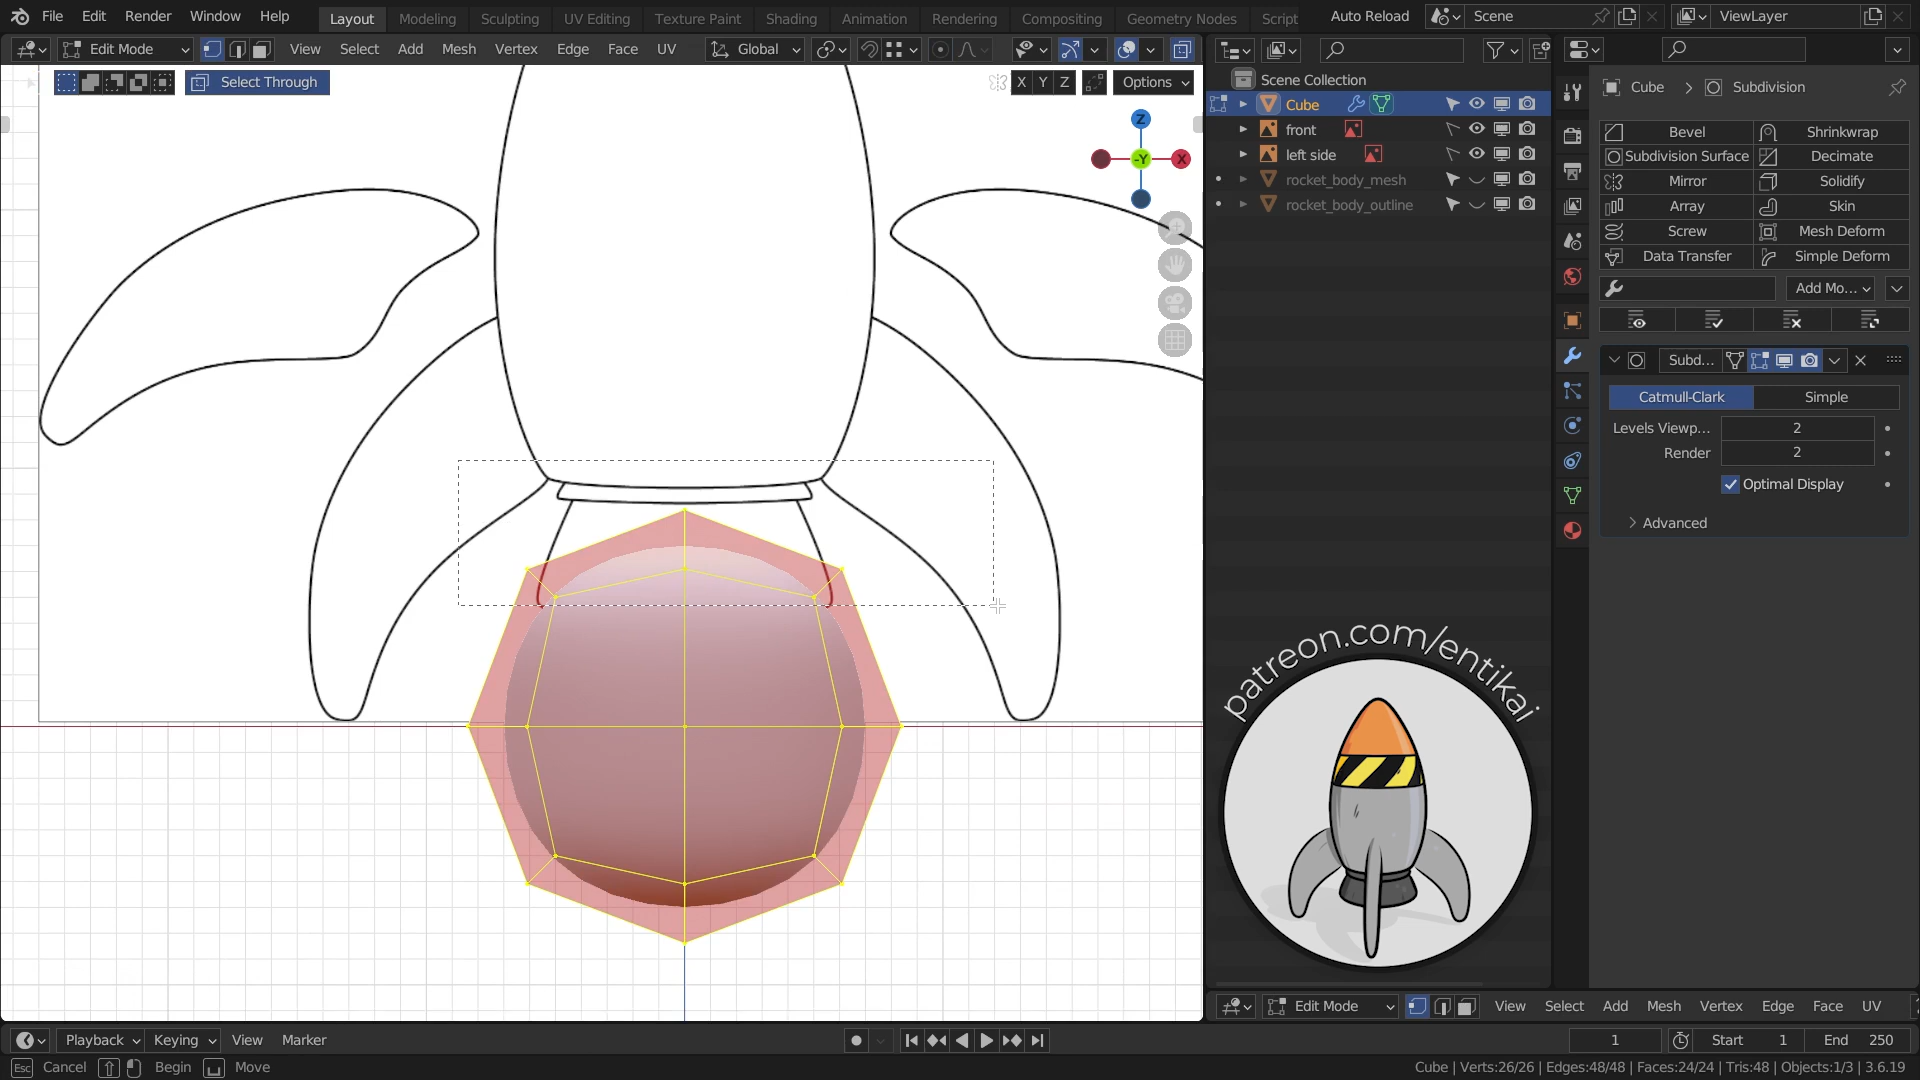 File Edit Render Window Help Layout Modeling Sculpting UV Editing Texture Paint Shading Animation Rendering Compositing Geometry Nodes Script Auto Reload Scene ViewLayer
Edit Mode View Select Add Mesh Vertex Edge Face UV Global
Select Through X Y Z Options
Z
-Y X
Scene Collection
Cube
front
left side
rocket_body_mesh
rocket_body_outline
Cube > Subdivision
Bevel Shrinkwrap
Subdivision Surface Decimate
Mirror Solidify
Array Skin
Screw Mesh Deform
Data Transfer Simple Deform
Add Mo...
Subd...
Catmull-Clark Simple
Levels Viewp... 2
Render 2
Optimal Display
Advanced
patreon.com/entikai
Edit Mode View Select Add Mesh Vertex Edge Face UV
Playback Keying View Marker 1 Start 1 End 250
Esc Cancel Begin Move Cube | Verts:26/26 | Edges:48/48 | Faces:24/24 | Tris:48 | Objects:1/3 | 3.6.19